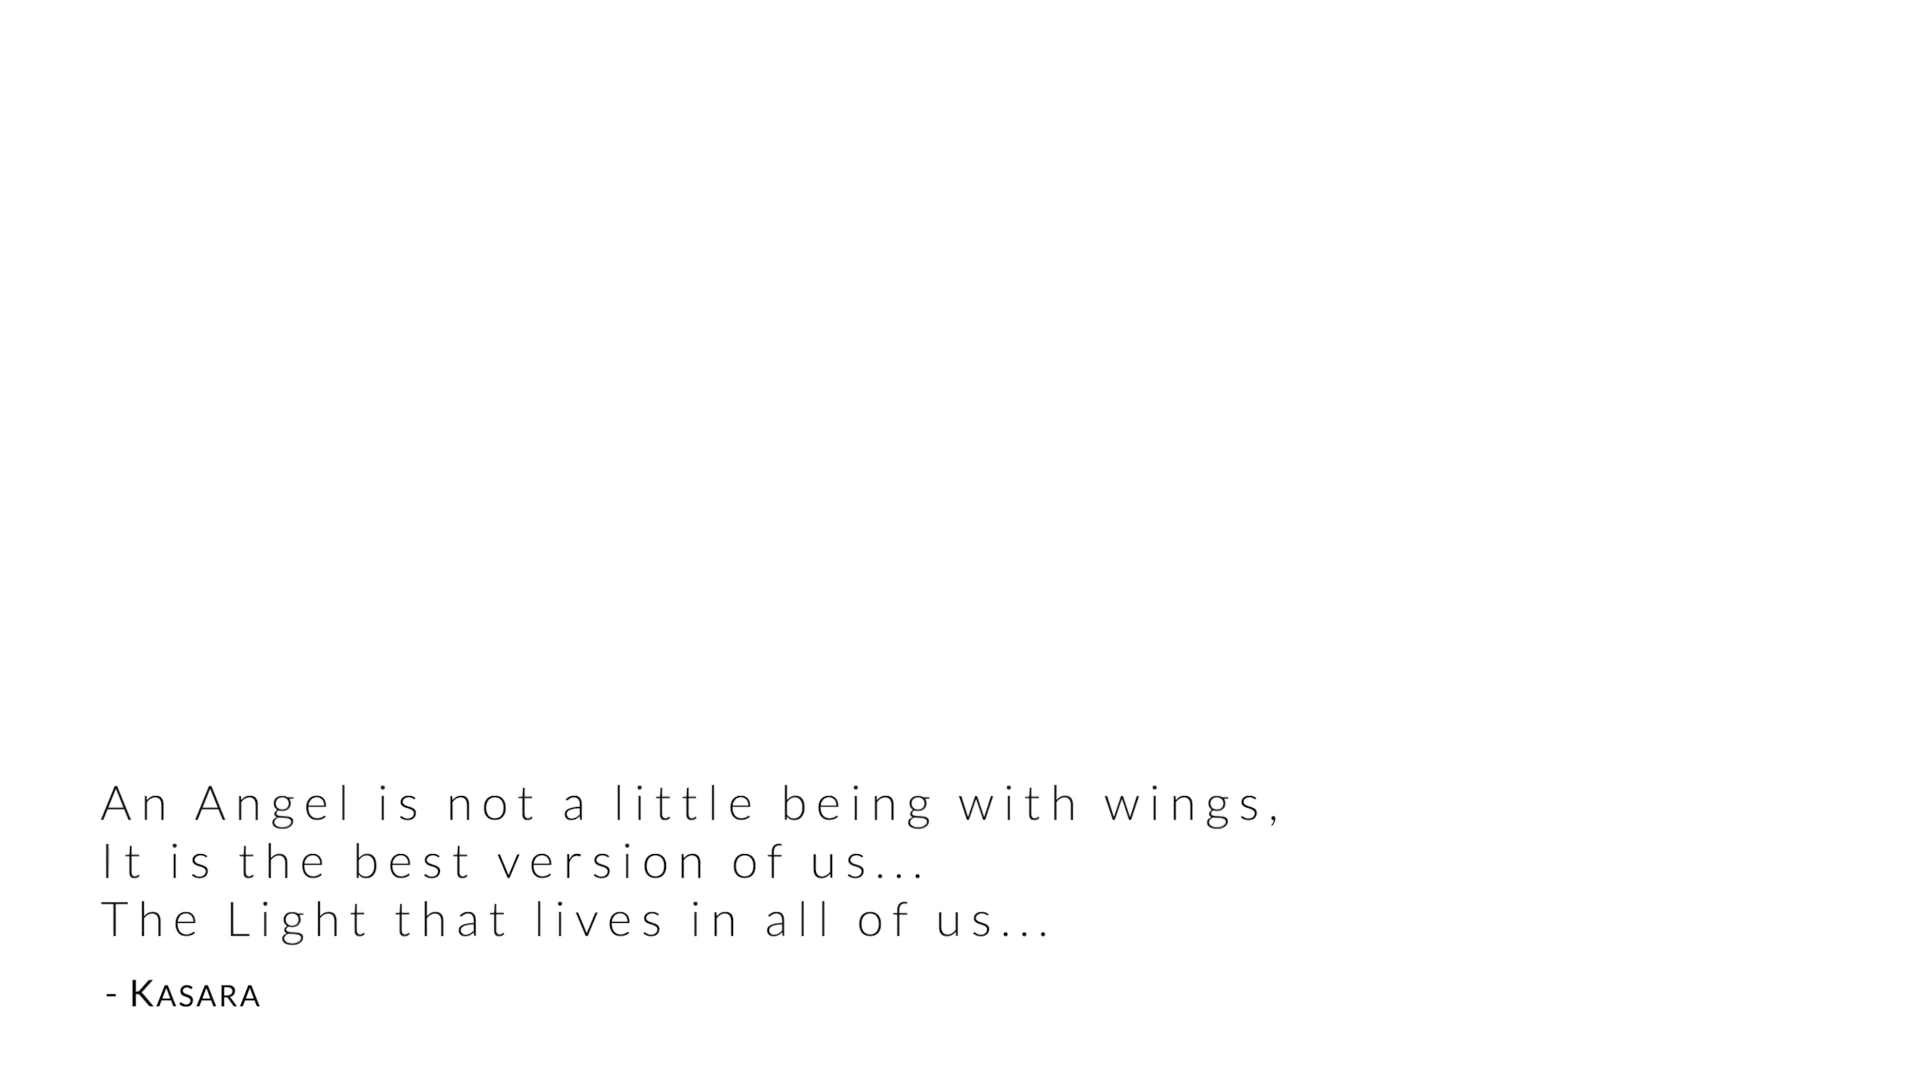 An Angel is not a little being with wings,
It is the best version of us...
The Light that lives in all of us...
- KASARA